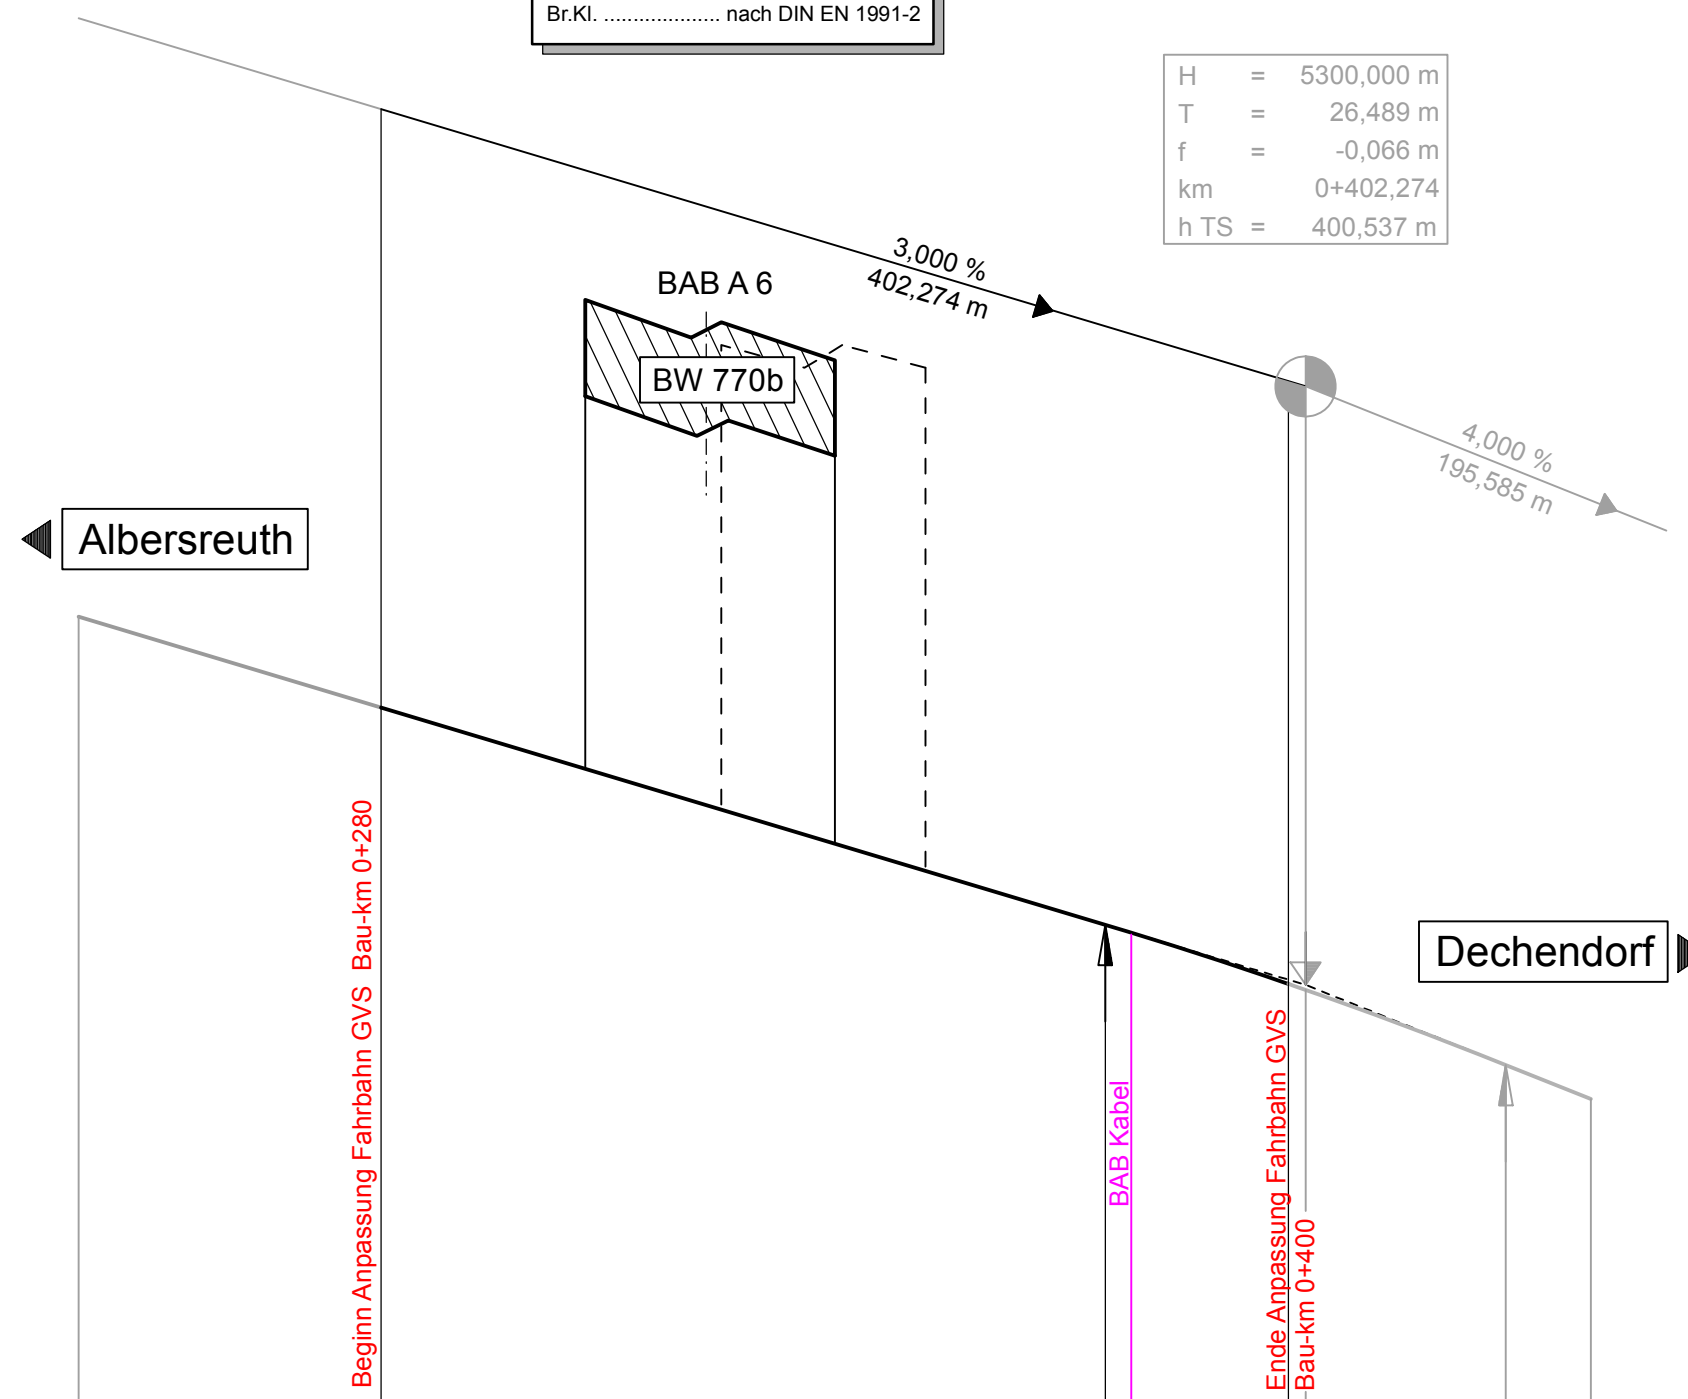 Br.Kl. .................... nach DIN EN 1991-2
H = 5300,000 m
T = 26,489 m
f = -0,066 m
km 0+402,274
h TS = 400,537 m
3,000 %
402,274 m
BAB A 6
BW 770b
4,000 %
195,585 m
Albersreuth
Dechendorf
Beginn Anpassung Fahrbahn GVS Bau-km 0+280
BAB Kabel
Ende Anpassung Fahrbahn GVS
Bau-km 0+400